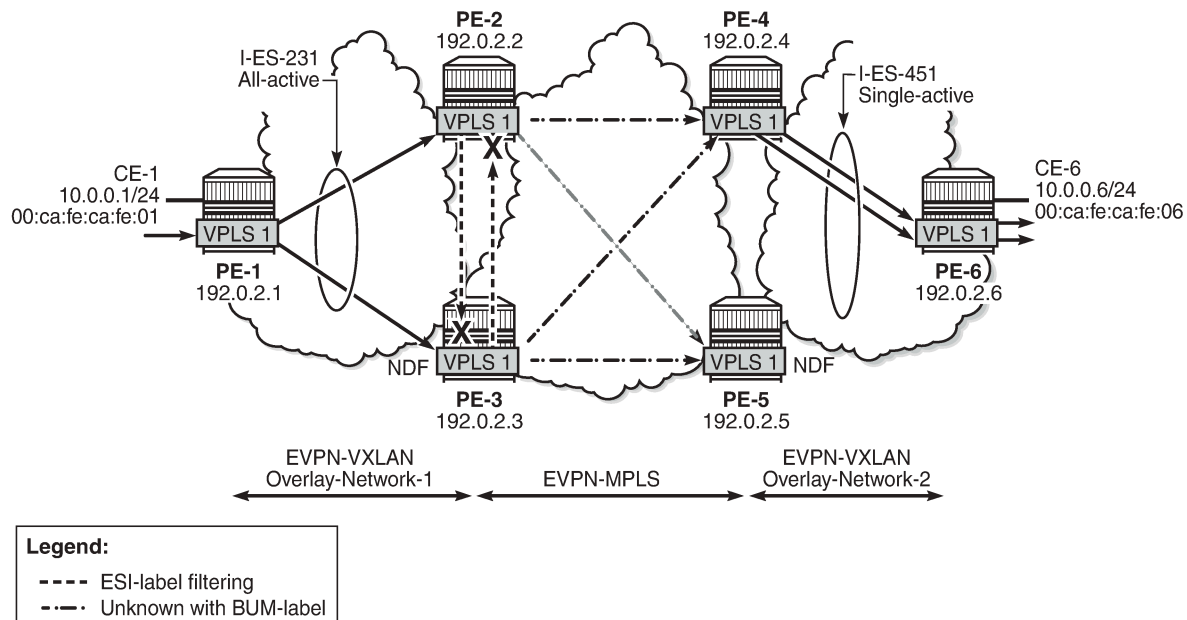 PE-2
192.0.2.2
PE-4
192.0.2.4
I-ES-231
All-active
I-ES-451
Single-active
VPLS 1
VPLS 1
CE-1
10.0.0.1/24
00:ca:fe:ca:fe:01
X
CE-6
10.0.0.6/24
00:ca:fe:ca:fe:06
VPLS 1
VPLS 1
PE-1
192.0.2.1
PE-6
192.0.2.6
X
NDF
VPLS 1
VPLS 1
NDF
PE-3
192.0.2.3
PE-5
192.0.2.5
EVPN-VXLAN
Overlay-Network-1
EVPN-MPLS
EVPN-VXLAN
Overlay-Network-2
Legend:
ESI-label filtering
Unknown with BUM-label